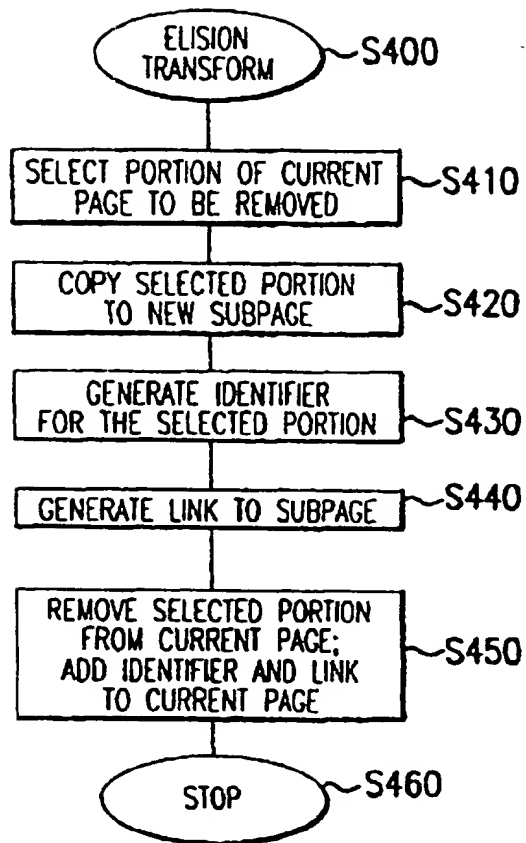 ELISION
TRANSFORM
S400
SELECT PORTION OF CURRENT
PAGE TO BE REMOVED
S410
COPY SELECTED PORTION
TO NEW SUBPAGE
S420
GENERATE IDENTIFIER
FOR THE SELECTED PORTION
S430
GENERATE LINK TO SUBPAGE
S440
REMOVE SELECTED PORTION
FROM CURRENT PAGE;
ADD IDENTIFIER AND LINK
TO CURRENT PAGE
S450
STOP
S460